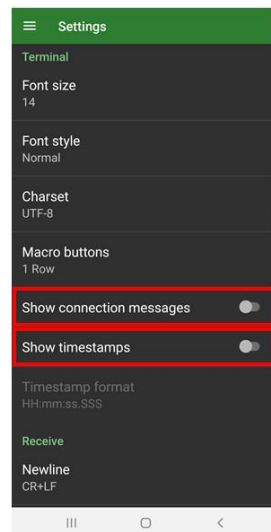 Settings
Terminal
Font size
14
Font style
Normal
Charset
UTF-8
Macro buttons
1 Row
Show connection messages
Show timestamps
Timestamp format
HH:mm:ss.SSS
Receive
Newline
CR+LF